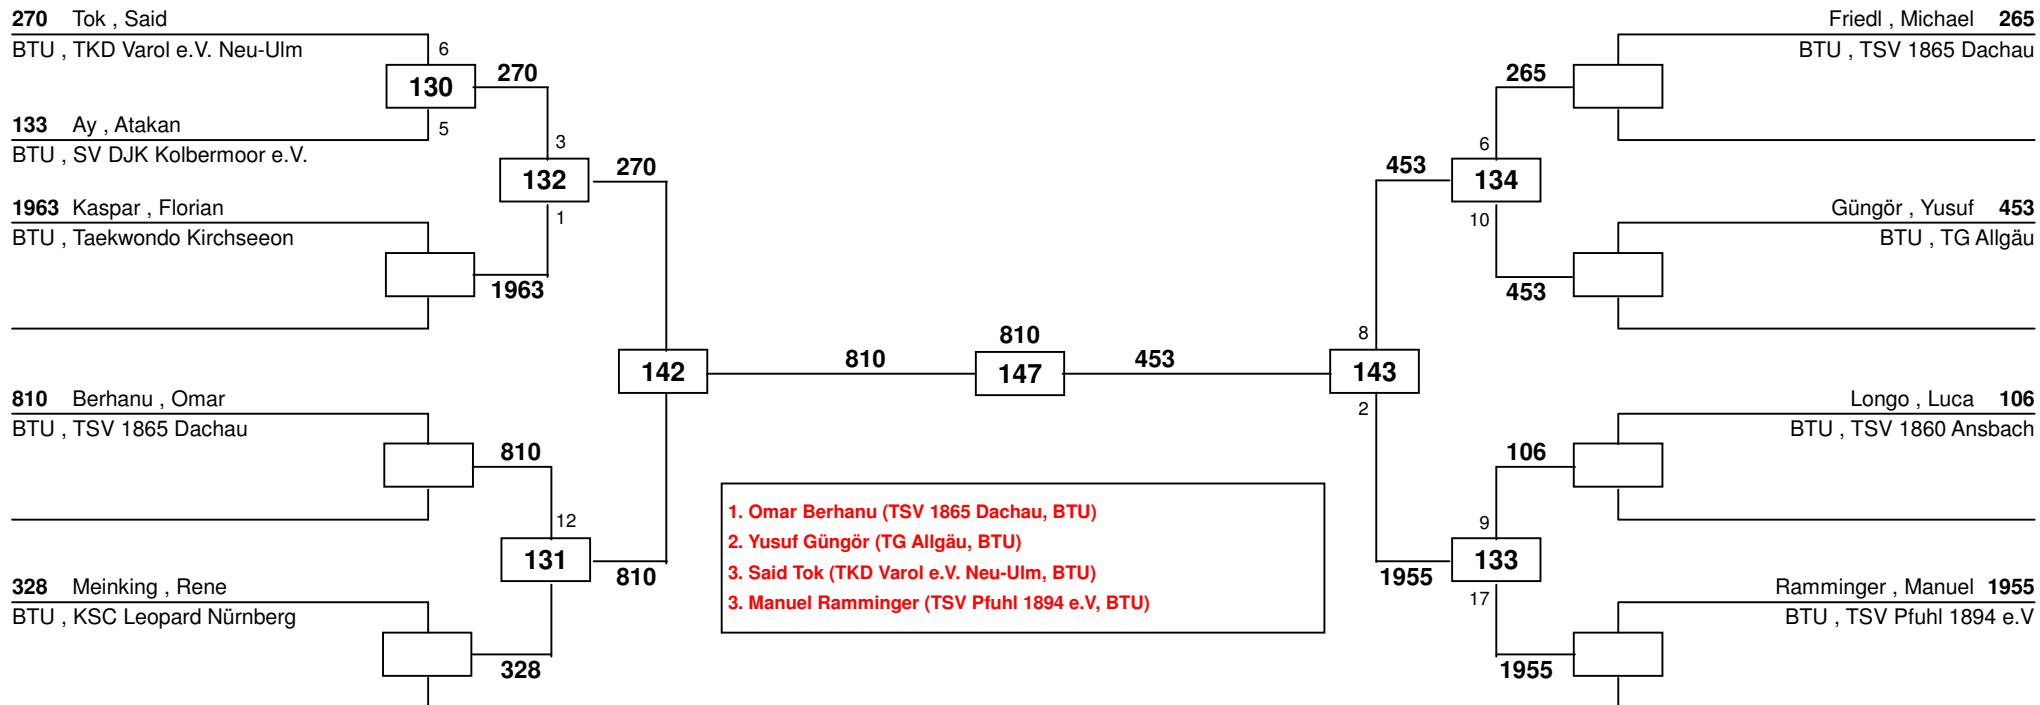 270 Tok , Said
BTU , TKD Varol e.V. Neu-Ulm
6
130
270
133 Ay , Atakan
5
BTU , SV DJK Kolbermoor e.V.
3
132
270
1963 Kaspar , Florian
1
BTU , Taekwondo Kirchseeon
1963
142
810
810 Berhanu , Omar
BTU , TSV 1865 Dachau
810
12
131
810
328 Meinking , Rene
BTU , KSC Leopard Nürnberg
328
810
147
453
1. Omar Berhanu (TSV 1865 Dachau, BTU)
2. Yusuf Güngör (TG Allgäu, BTU)
3. Said Tok (TKD Varol e.V. Neu-Ulm, BTU)
3. Manuel Ramminger (TSV Pfuhl 1894 e.V, BTU)
Friedl , Michael 265
BTU , TSV 1865 Dachau
265
6
453
134
10
Güngör , Yusuf 453
BTU , TG Allgäu
453
8
143
2
Longo , Luca 106
BTU , TSV 1860 Ansbach
106
9
1955
133
17
Ramminger , Manuel 1955
BTU , TSV Pfuhl 1894 e.V
1955